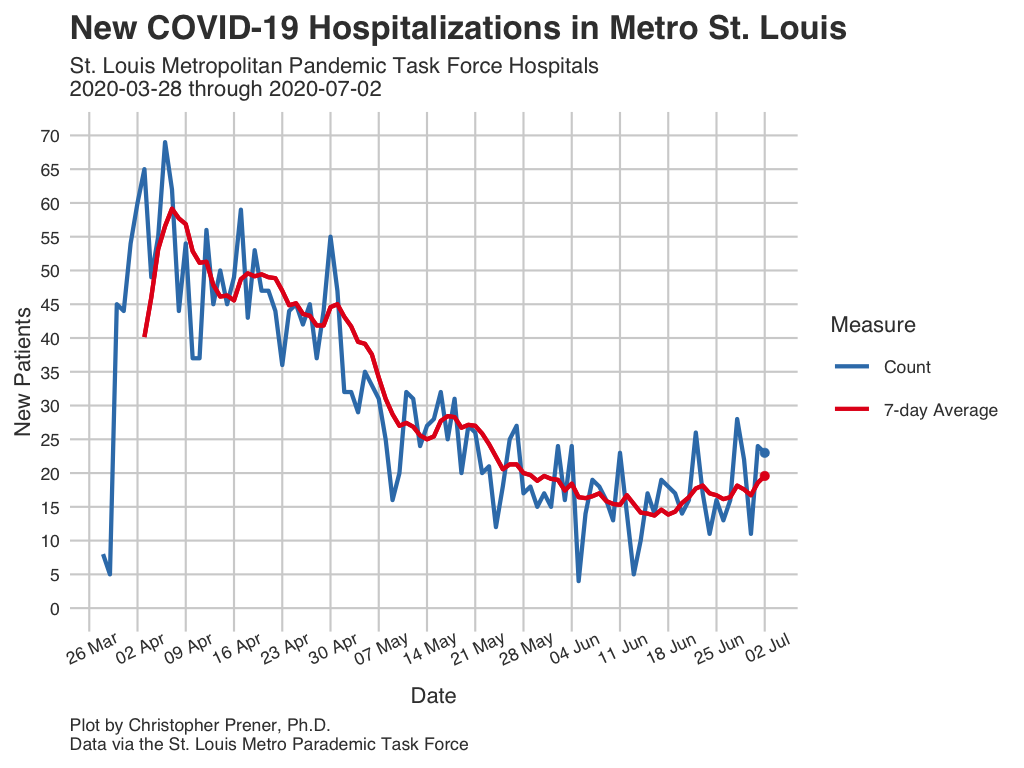 New COVID-19 Hospitalizations in Metro St. Louis
St. Louis Metropolitan Pandemic Task Force Hospitals
2020-03-28 through 2020-07-02
70
65
60
55
50
45
40
35
30
25
20
15
10
5
0
New Patients
26 Mar
02 Apr
09 Apr
16 Apr
23 Apr
30 Apr
07 May
14 May
21 May
28 May
04 Jun
11 Jun
18 Jun
25 Jun
02 Jul
Date
Measure
Count
7-day Average
Plot by Christopher Prener, Ph.D.
Data via the St. Louis Metro Parademic Task Force